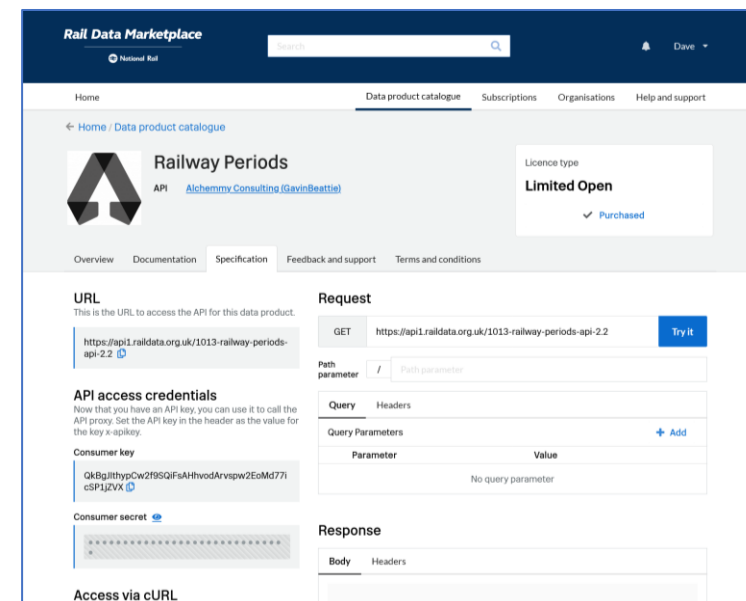 Rail Data Marketplace
National Rail
Search
Dave
Home
Data product catalogue
Subscriptions
Organisations
Help and support
← Home / Data product catalogue
Railway Periods
API
Alchemmy Consulting (GavinBeattie)
Licence type
Limited Open
✓ Purchased
Overview
Documentation
Specification
Feedback and support
Terms and conditions
URL
This is the URL to access the API for this data product.
https://api1.raildata.org.uk/1013-railway-periods-
api-2.2
API access credentials
Now that you have an API key, you can use it to call the
API proxy. Set the API key in the header as the value for
the key x-apikey.
Consumer key
QkBgJIthypCw2f9SQiFsAHhvodArvspw2EoMd77i
cSP1jZVX
Consumer secret
Access via cURL
Request
GET
https://api1.raildata.org.uk/1013-railway-periods-api-2.2
Try it
Path
parameter
/
Path parameter
Query
Headers
Query Parameters
+ Add
Parameter
Value
No query parameter
Response
Body
Headers